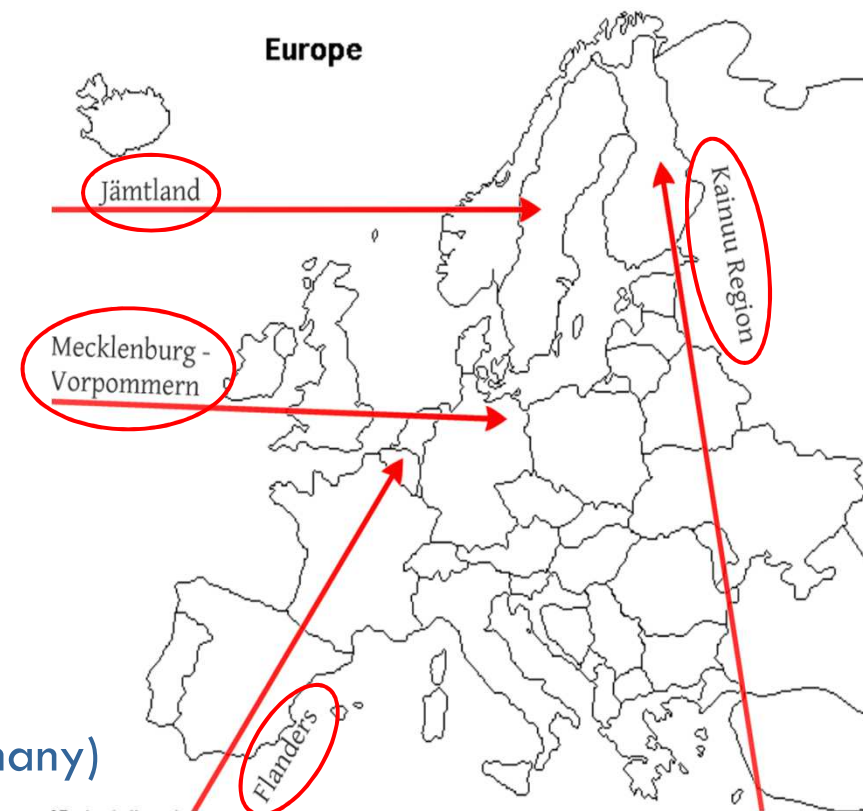 Europe
Jämtland
Kainuu Region
Mecklenburg -
Vorpommern
Flanders
many)